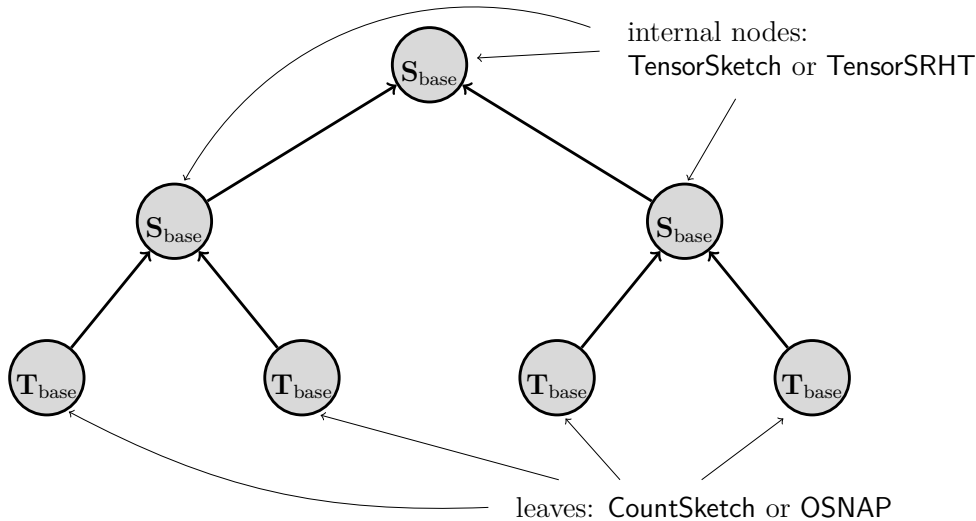 internal nodes:
TensorSketch or TensorSRHT
S_base
S_base
S_base
T_base
T_base
T_base
T_base
leaves: CountSketch or OSNAP